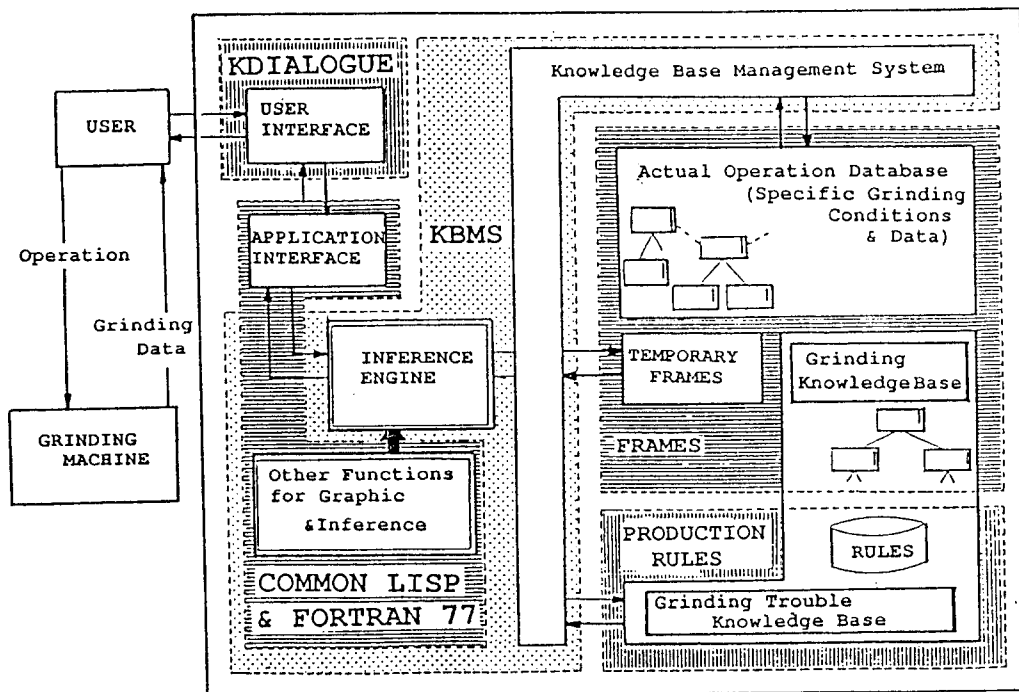 KDIALOGUE
USER
INTERFACE
USER
Operation
Grinding
Data
GRINDING
MACHINE
APPLICATION
INTERFACE
KBMS
INFERENCE
ENGINE
Other Functions
for Graphic
&Inference
COMMON LISP
& FORTRAN 77
Knowledge Base Management System
Actual Operation Database
(Specific Grinding
Conditions
& Data)
TEMPORARY
FRAMES
Grinding
KnowledgeBase
FRAMES
PRODUCTION
RULES
RULES
Grinding Trouble
Knowledge Base